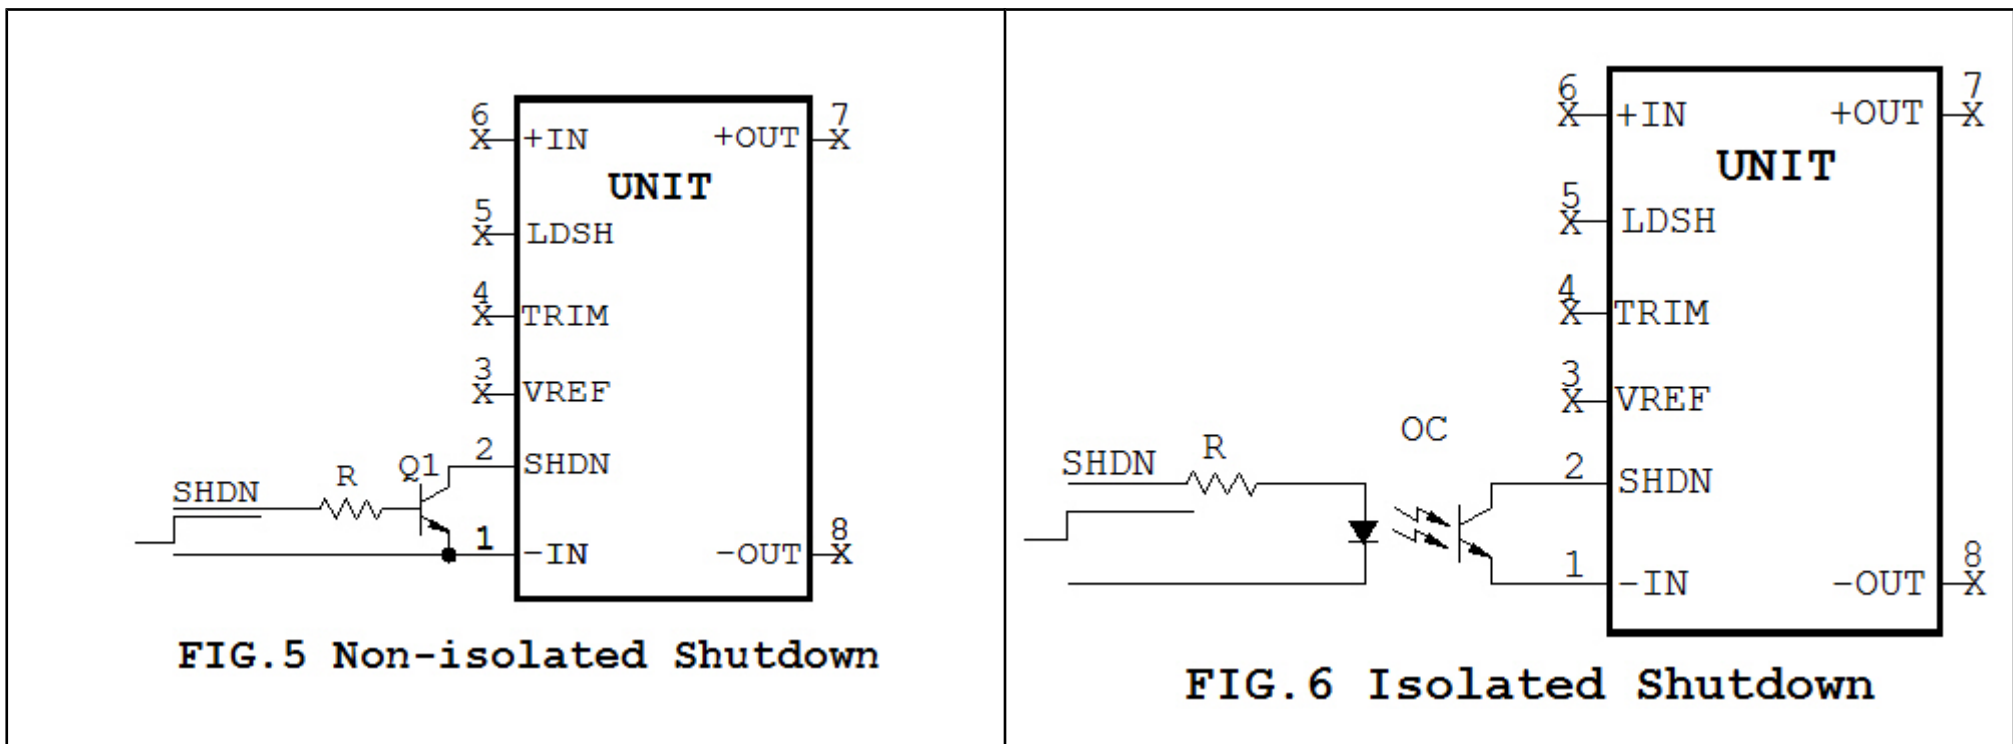 6
X +IN +OUT 7
X
UNIT
5
X LDSH
4
X TRIM
3
X VREF
SHDN R Q1 2 SHDN
1 -IN -OUT 8
X
FIG.5 Non-isolated Shutdown
6
X +IN +OUT 7
X
UNIT
5
X LDSH
4
X TRIM
3
X VREF
OC
SHDN R 2 SHDN
1 -IN -OUT 8
X
FIG.6 Isolated Shutdown